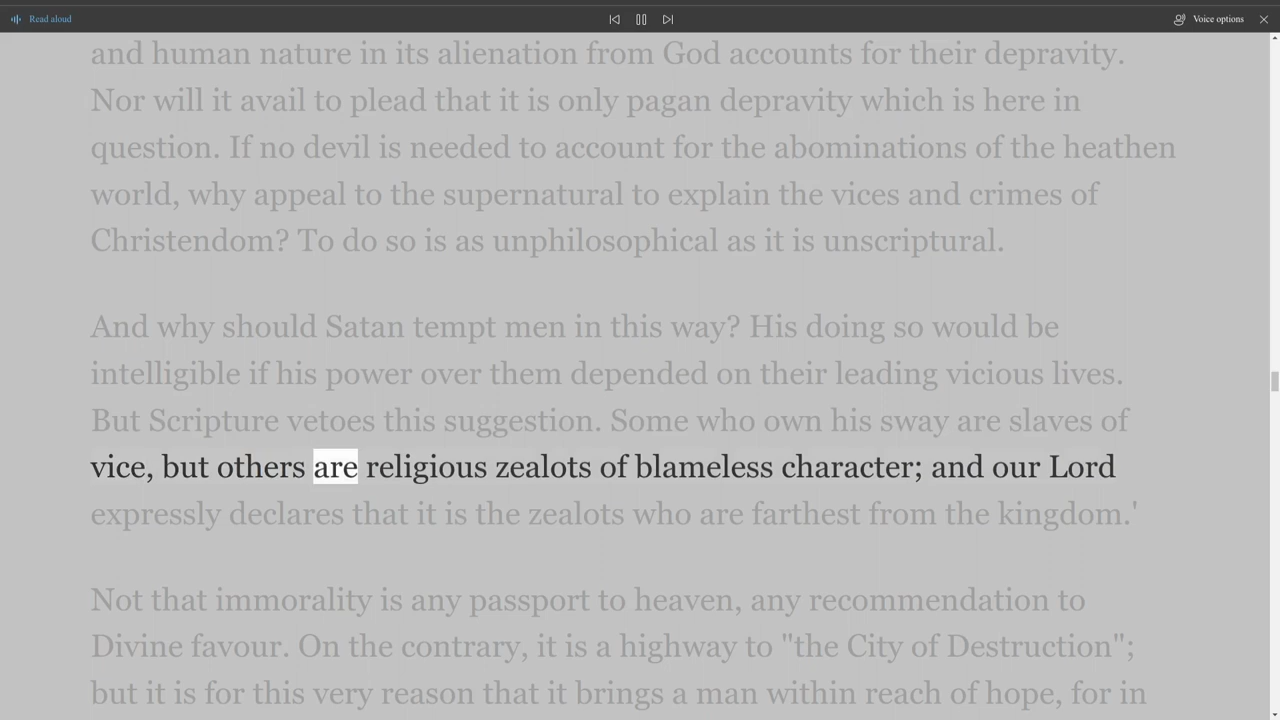 Read aloud
Voice options
and human nature in its alienation from God accounts for their depravity.
Nor will it avail to plead that it is only pagan depravity which is here in
question. If no devil is needed to account for the abominations of the heathen
world, why appeal to the supernatural to explain the vices and crimes of
Christendom? To do so is as unphilosophical as it is unscriptural.
And why should Satan tempt men in this way? His doing so would be
intelligible if his power over them depended on their leading vicious lives.
But Scripture vetoes this suggestion. Some who own his sway are slaves of
vice, but others are religious zealots of blameless character; and our Lord
expressly declares that it is the zealots who are farthest from the kingdom.'
Not that immorality is any passport to heaven, any recommendation to
Divine favour. On the contrary, it is a highway to "the City of Destruction";
but it is for this very reason that it brings a man within reach of hope, for in